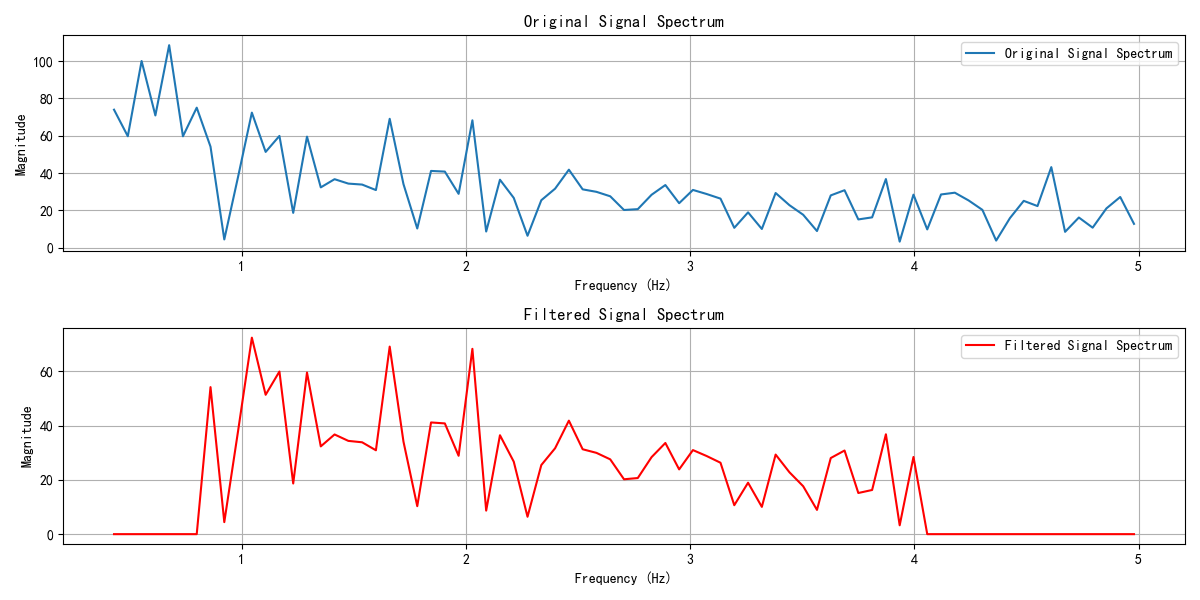 Original Signal Spectrum
Original Signal Spectrum
Magnitude
100
80
60
40
20
0
1 2 3 4 5
Frequency (Hz)
Filtered Signal Spectrum
Filtered Signal Spectrum
Magnitude
60
40
20
0
1 2 3 4 5
Frequency (Hz)